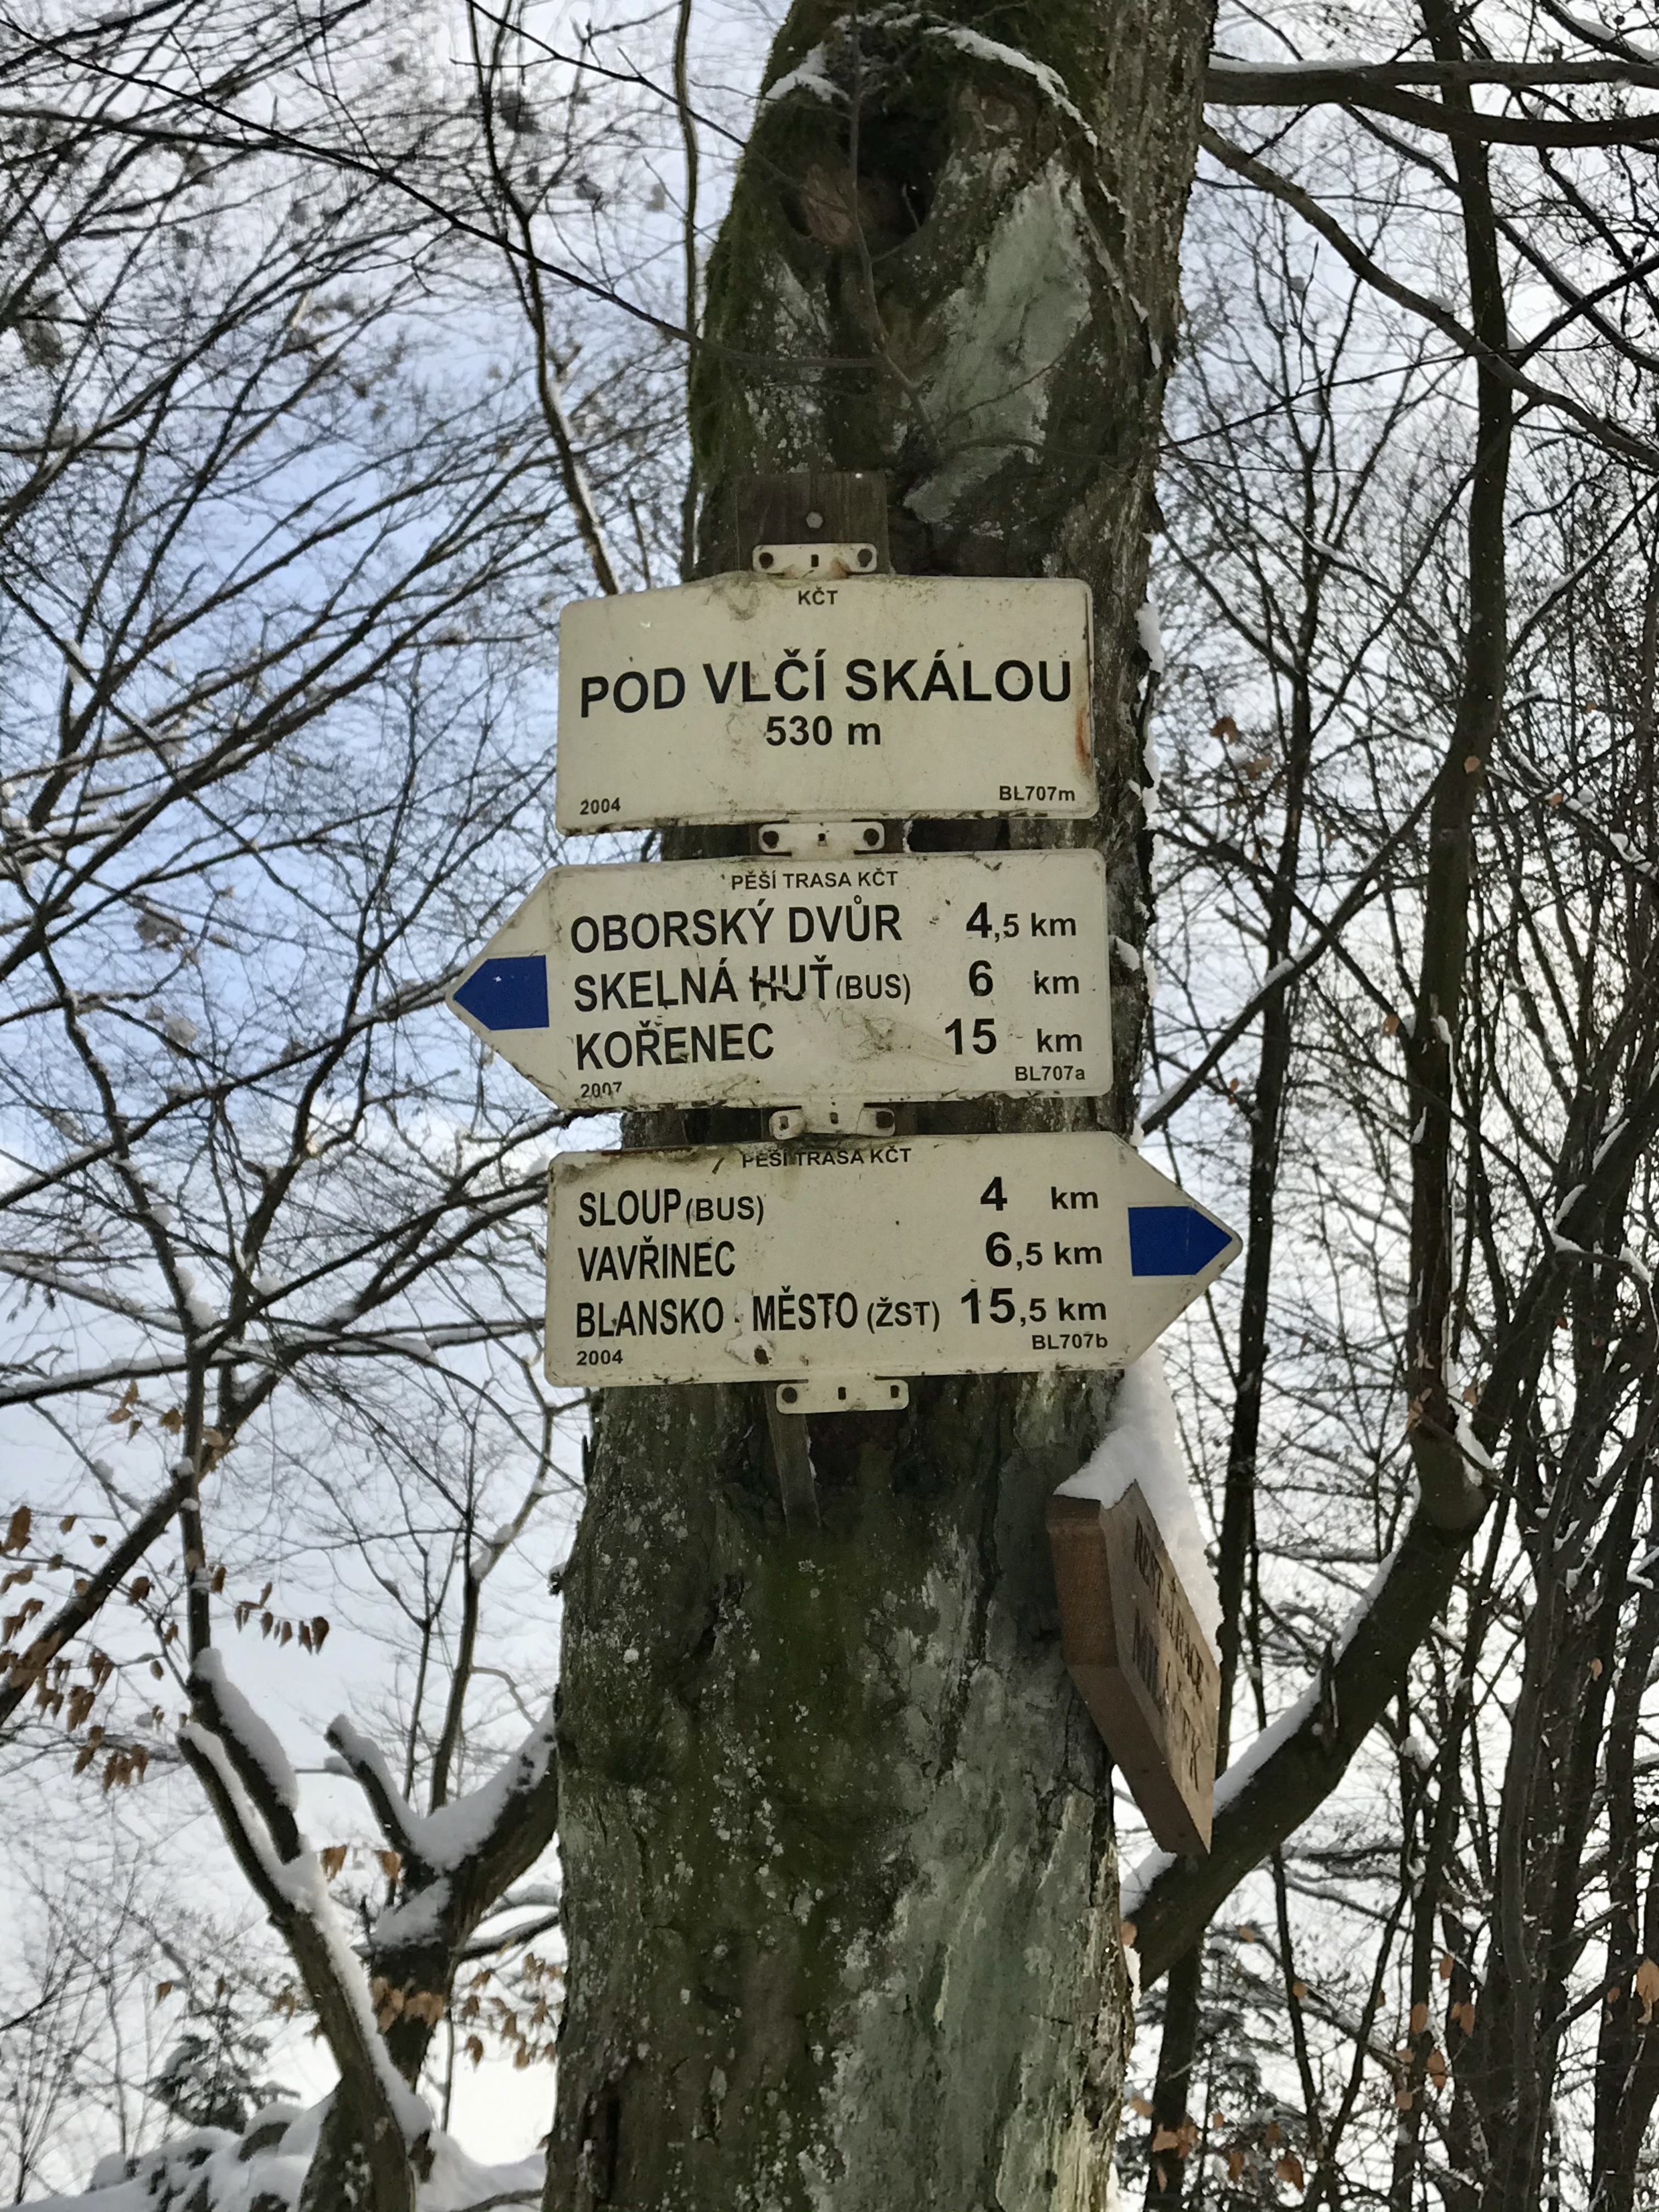 KČT
POD VLČÍ SKÁLOU
530 m
2004 BL707m
PĚŠÍ TRASA KČT
OBORSKÝ DVŮR 4,5 km
SKELNÁ HUŤ (BUS) 6 km
KOŘENEC 15 km
2007 BL707a
PĚŠÍ TRASA KČT
SLOUP (BUS) 4 km
VAVŘINEC 6,5 km
BLANSKO - MĚSTO (ŽST) 15,5 km
2004 BL707b